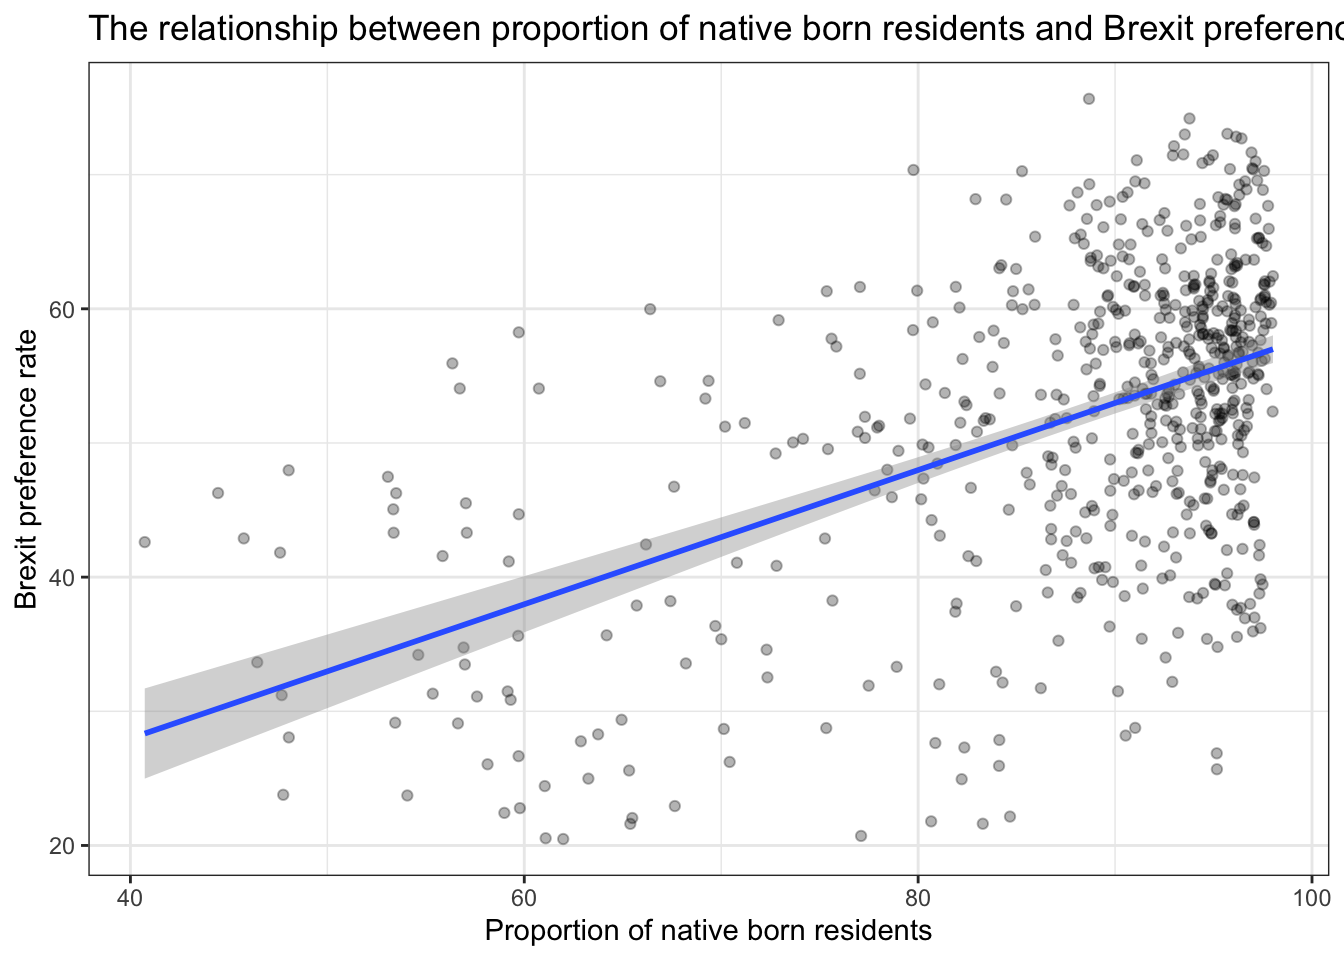 The relationship between proportion of native born residents and Brexit preferenc
60
40
20
Brexit preference rate
40 60 80 100
Proportion of native born residents